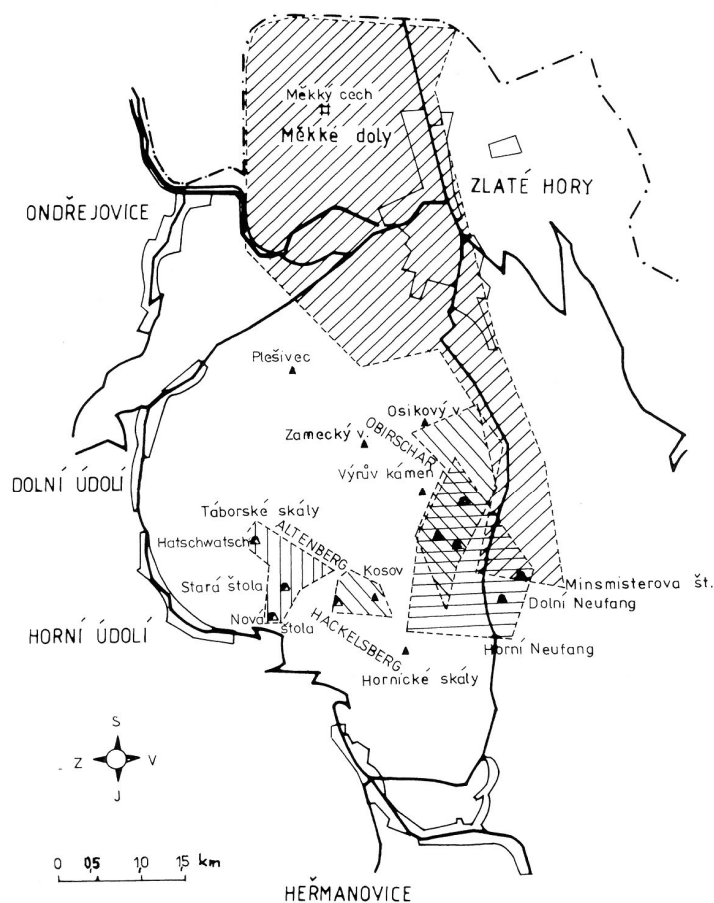 Měkký cech
Měkké doly
ZLATÉ HORY
ONDŘEJOVICE
Plešivec
Osikový v.
OBIRSCHAR
Zamecký v.
Výrův kámen
DOLNÍ ÚDOLÍ
Táborské skály
ALTENBERG
Hatschwatsch
Kosov
Stará štola
Minsmisterova št.
Dolní Neufang
HACKELSBERG
Nova štola
HORNÍ ÚDOLÍ
Horní Neufang
Hornické skály
S
Z V
J
0 0,5 1,0 1,5 km
HEŘMANOVICE